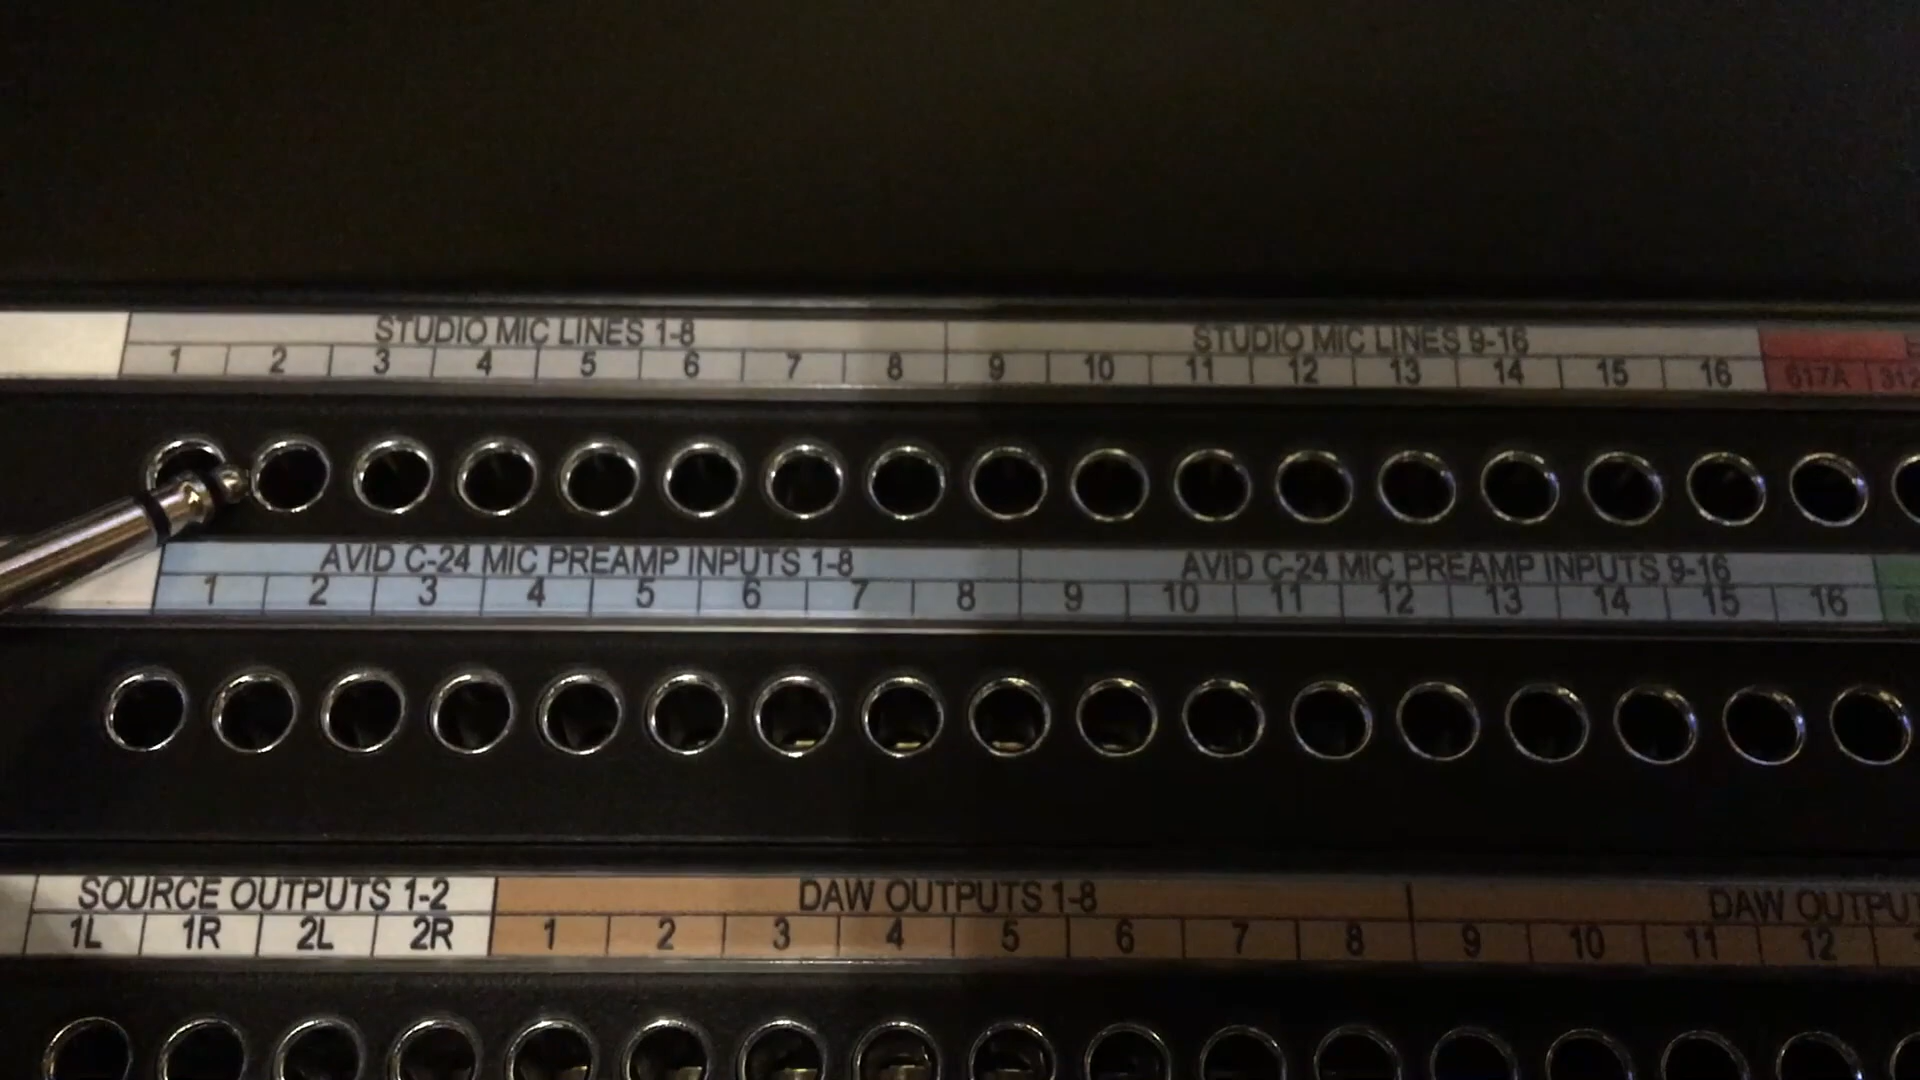 STUDIO MIC LINES 1-8 STUDIO MIC LINES 9-16
1 2 3 4 5 6 7 8 9 10 11 12 13 14 15 16 617A 312
AVID C-24 MIC PREAMP INPUTS 1-8 AVID C-24 MIC PREAMP INPUTS 9-16
1 2 3 4 5 6 7 8 9 10 11 12 13 14 15 16
SOURCE OUTPUTS 1-2 DAW OUTPUTS 1-8 DAW OUTPUT
1L 1R 2L 2R 1 2 3 4 5 6 7 8 9 10 11 12